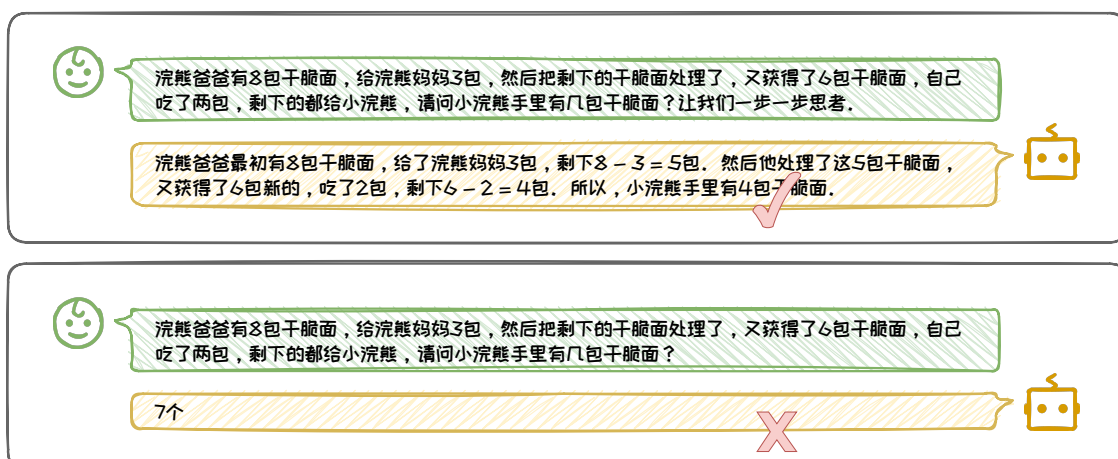 浣熊爸爸有8包干脆面，给浣熊妈妈3包，然后把剩下的干脆面处理了，又获得了6包干脆面，自己
吃了两包，剩下的都给小浣熊，请问小浣熊手里有几包干脆面？让我们一步一步思考．
浣熊爸爸最初有8包干脆面，给了浣熊妈妈3包，剩下8－3＝5包．然后他处理了这5包干脆面，
又获得了6包新的，吃了2包，剩下6－2＝4包．所以，小浣熊手里有4包干脆面．
浣熊爸爸有8包干脆面，给浣熊妈妈3包，然后把剩下的干脆面处理了，又获得了6包干脆面，自己
吃了两包，剩下的都给小浣熊，请问小浣熊手里有几包干脆面？
7个